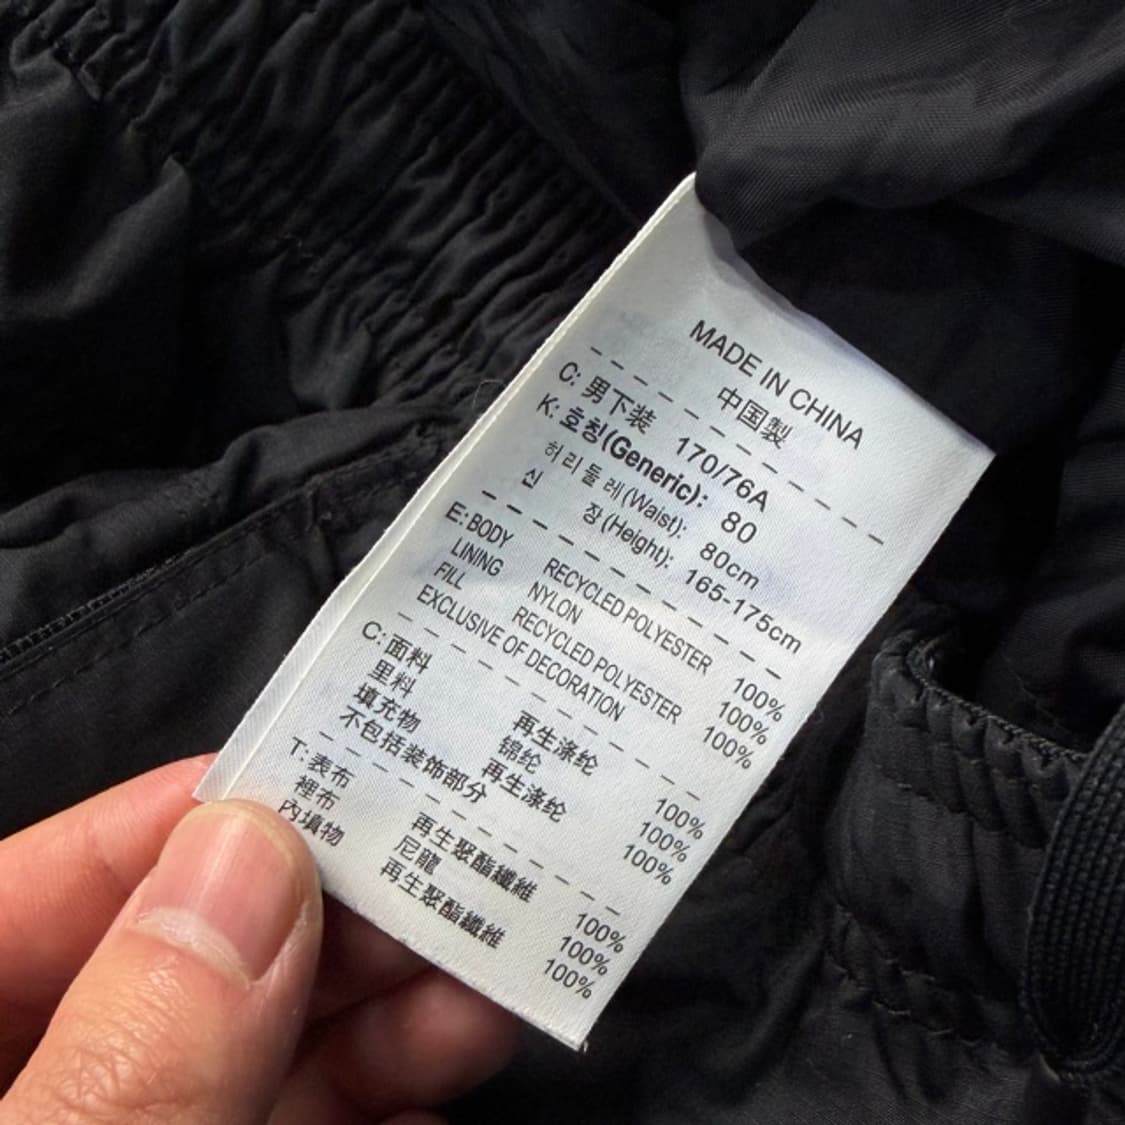 MADE IN CHINA
中国製
C: 男下装 170/76A
K: 호칭(Generic): 80
허리둘레(Waist): 80cm
신 장(Height): 165-175cm
E: BODY RECYCLED POLYESTER 100%
LINING NYLON 100%
FILL RECYCLED POLYESTER 100%
EXCLUSIVE OF DECORATION
C: 面料 再生涤纶 100%
里料 锦纶 100%
填充物 再生涤纶 100%
不包括装饰部分
T: 表布 再生聚酯纖維 100%
裡布 尼龍 100%
內填物 再生聚酯纖維 100%